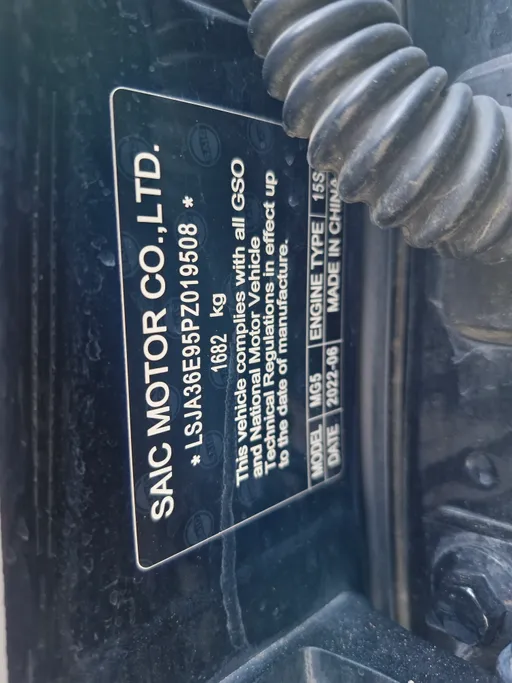 SAIC MOTOR CO.,LTD.
* LSJA36E95PZ019508 *
1682 kg
This vehicle complies with all GSO
and National Motor Vehicle
Technical Regulations in effect up
to the date of manufacture.
MODEL MG5 ENGINE TYPE 15S
DATE 2022-06 MADE IN CHINA